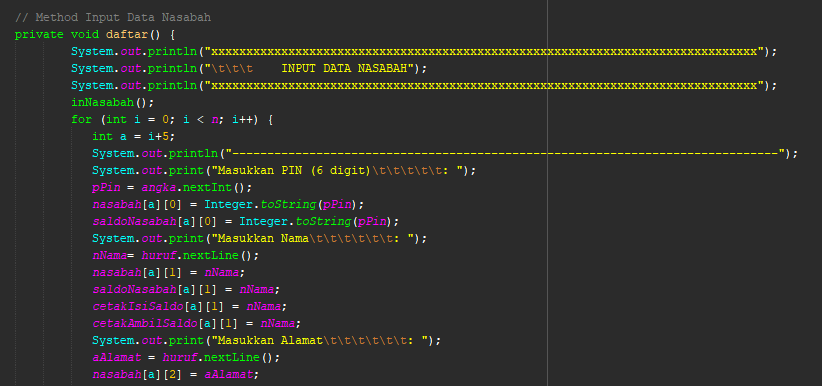 // Method Input Data Nasabah
private void daftar() {
System.out.println("xxxxxxxxxxxxxxxxxxxxxxxxxxxxxxxxxxxxxxxxxxxxxxxxxxxxxxxxxxxxxxxxxxxxxxxxxxxxxx");
System.out.println("\t\t\t    INPUT DATA NASABAH");
System.out.println("xxxxxxxxxxxxxxxxxxxxxxxxxxxxxxxxxxxxxxxxxxxxxxxxxxxxxxxxxxxxxxxxxxxxxxxxxxxxxx");
inNasabah();
for (int i = 0; i < n; i++) {
int a = i+5;
System.out.println("------------------------------------------------------------------------------");
System.out.print("Masukkan PIN (6 digit)\t\t\t\t\t: ");
pPin = angka.nextInt();
nasabah[a][0] = Integer.toString(pPin);
saldoNasabah[a][0] = Integer.toString(pPin);
System.out.print("Masukkan Nama\t\t\t\t\t\t: ");
nNama= huruf.nextLine();
nasabah[a][1] = nNama;
saldoNasabah[a][1] = nNama;
cetakIsiSaldo[a][1] = nNama;
cetakAmbilSaldo[a][1] = nNama;
System.out.print("Masukkan Alamat\t\t\t\t\t\t: ");
aAlamat = huruf.nextLine();
nasabah[a][2] = aAlamat;